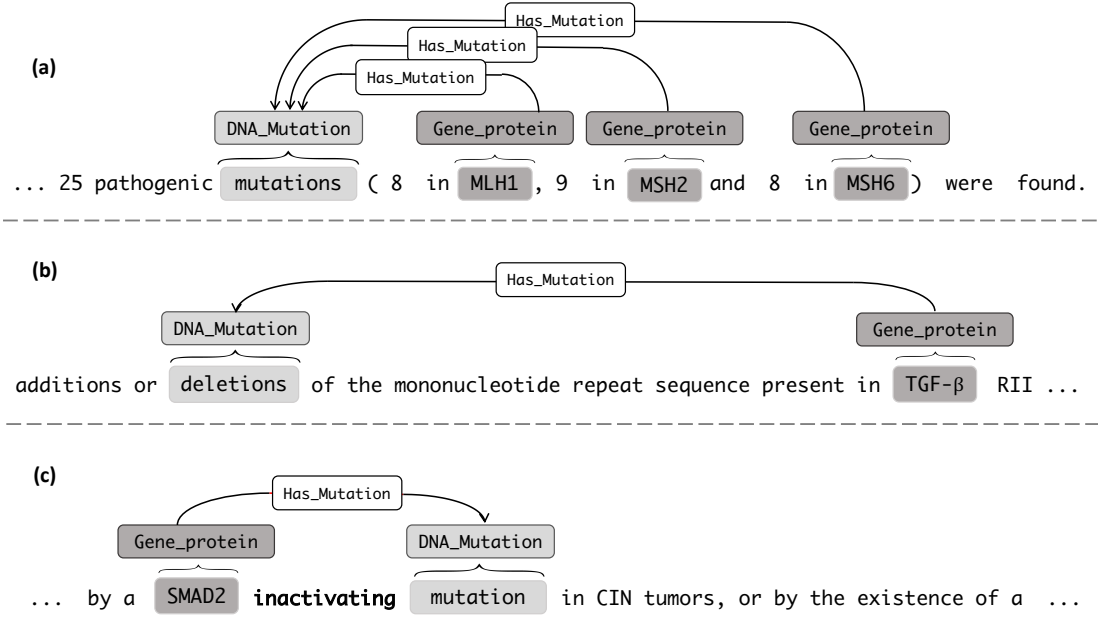 Has_Mutation
Has_Mutation
(a)
Has_Mutation
DNA_Mutation Gene_protein Gene_protein Gene_protein
... 25 pathogenic mutations ( 8 in MLH1 , 9 in MSH2 and 8 in MSH6 ) were found.
(b)
Has_Mutation
DNA_Mutation Gene_protein
additions or deletions of the mononucleotide repeat sequence present in TGF-β RII ...
(c)
Has_Mutation
Gene_protein DNA_Mutation
... by a SMAD2 inactivating mutation in CIN tumors, or by the existence of a ...